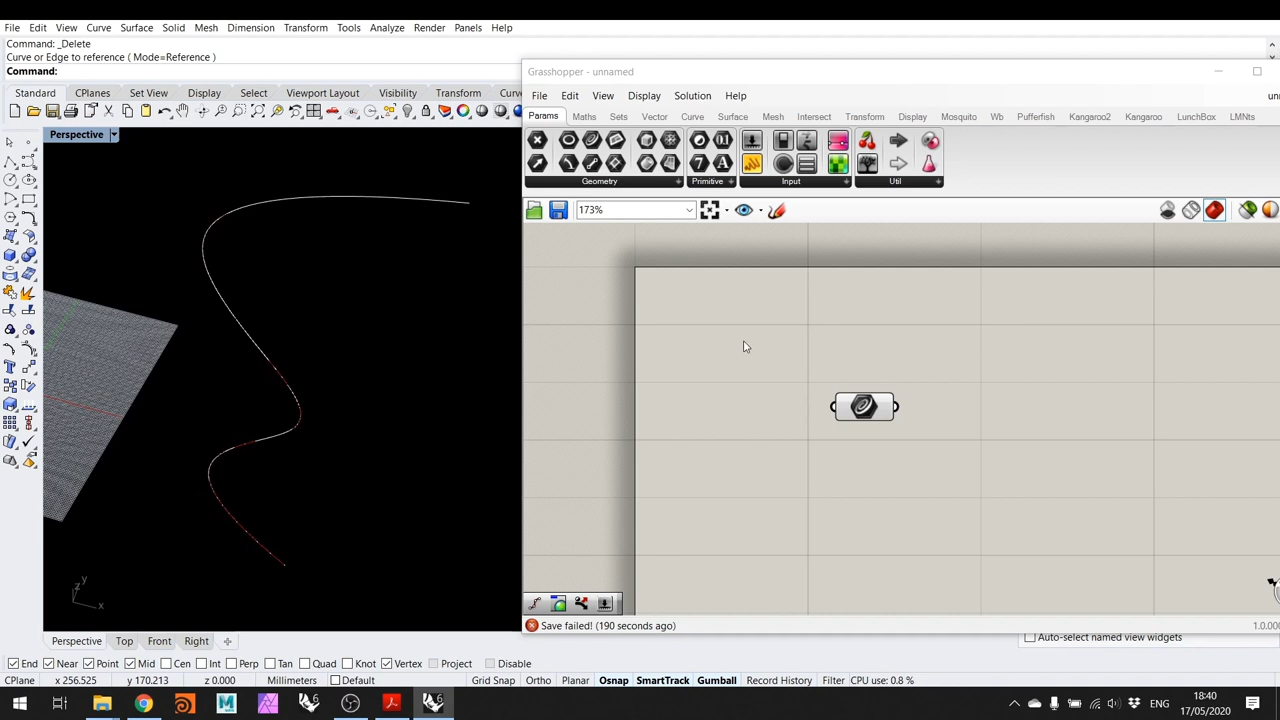 File Edit View Curve Surface Solid Mesh Dimension Transform Tools Analyze Render Panels Help
Command: _Delete
Curve or Edge to reference ( Mode=Reference )
Command:
Standard CPlanes Set View Display Select Viewport Layout Visibility Transform Curve
Perspective
Grasshopper - unnamed
File Edit View Display Solution Help
Params Maths Sets Vector Curve Surface Mesh Intersect Transform Display Mosquito Wb Pufferfish Kangaroo2 Kangaroo LunchBox LMNts
Geometry Primitive Input Util
173%
z y
x
Save failed! (190 seconds ago)
Auto-select named view widgets
Perspective Top Front Right
End Near Point Mid Cen Int Perp Tan Quad Knot Vertex Project Disable
CPlane x 256.525 y 170.213 z 0.000 Millimeters Default Grid Snap Ortho Planar Osnap SmartTrack Gumball Record History Filter CPU use: 0.8 %
ENG
18:40
17/05/2020